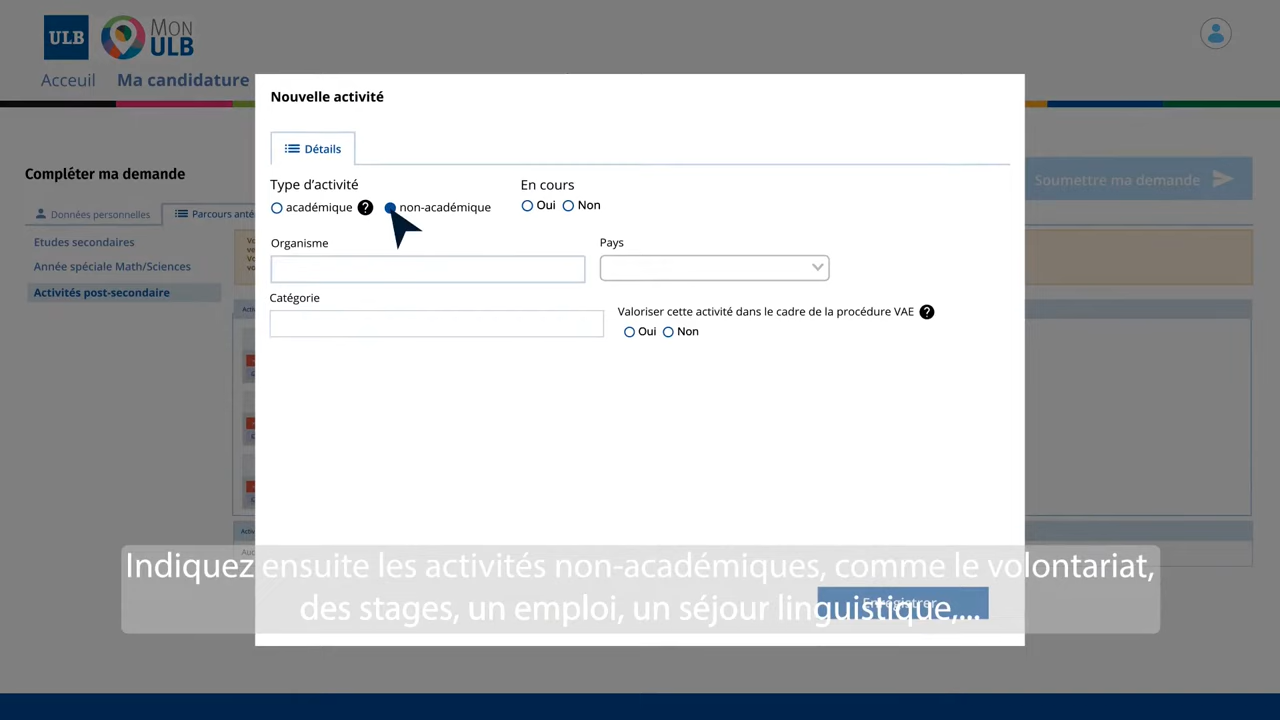 ULB
MON
ULB
Acceuil
Ma candidature
Nouvelle activité
Détails
Compléter ma demande
Soumettre ma demande
Données personnelles
Parcours anté
Type d’activité
En cours
académique ?
non-académique
Oui
Non
Etudes secondaires
Organisme
Pays
Année spéciale Math/Sciences
Activités post-secondaire
Catégorie
Valoriser cette activité dans le cadre de la procédure VAE ?
Oui
Non
Indiquez ensuite les activités non-académiques, comme le volontariat,
des stages, un emploi, un séjour linguistique,...
Enregistrer